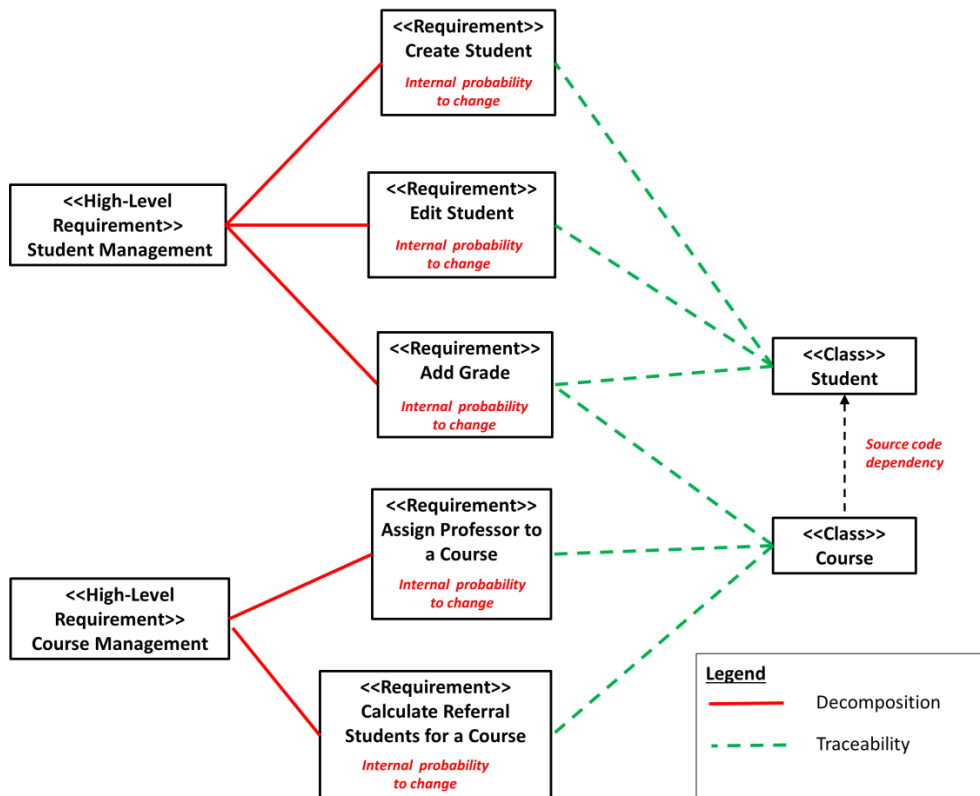 <<Requirement>>
Create Student
Internal probability
to change
<<High-Level
Requirement>>
Student Management
<<Requirement>>
Edit Student
Internal probability
to change
<<Requirement>>
Add Grade
Internal probability
to change
<<Class>>
Student
Source code
dependency
<<Requirement>>
Assign Professor to
a Course
Internal probability
to change
<<Class>>
Course
<<High-Level
Requirement>>
Course Management
<<Requirement>>
Calculate Referral
Students for a Course
Internal probability
to change
Legend
Decomposition
Traceability